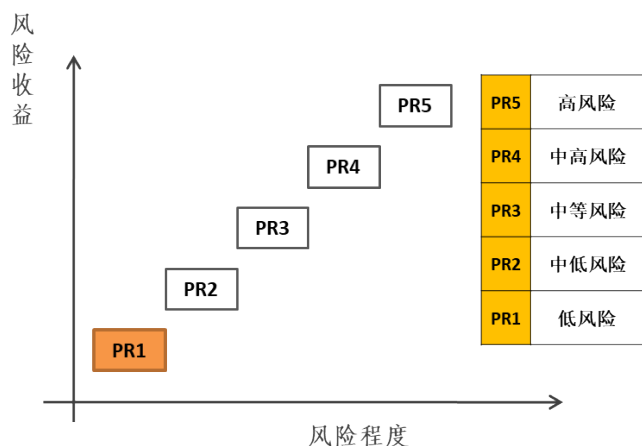 风险收益
PR5
PR4
PR3
PR2
PR1
风险程度
PR5 高风险
PR4 中高风险
PR3 中等风险
PR2 中低风险
PR1 低风险